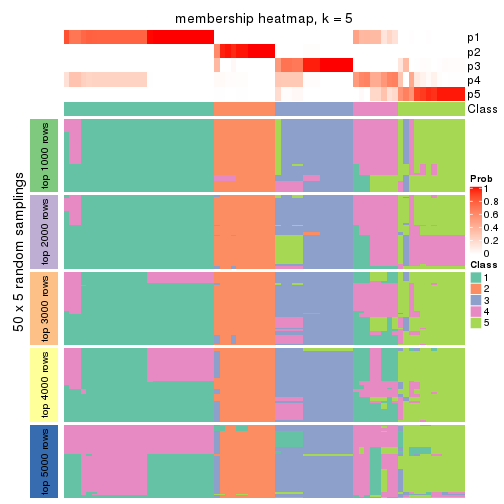 membership heatmap, k = 5
p1
p2
p3
p4
p5
Class
50 x 5 random samplings
top 1000 rows
top 2000 rows
top 3000 rows
top 4000 rows
top 5000 rows
Prob
1
0.8
0.6
0.4
0.2
0
Class
1
2
3
4
5